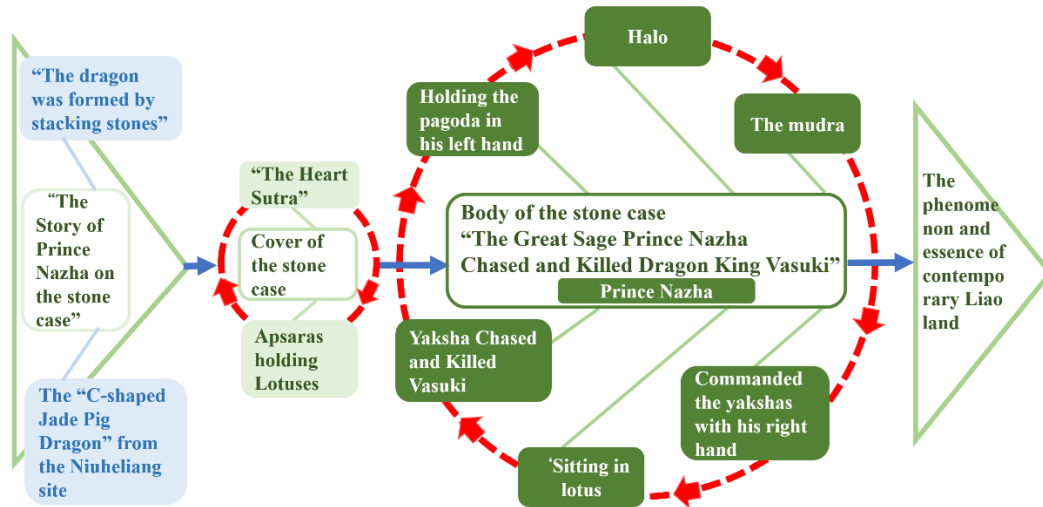 “The dragon
was formed by
stacking stones”
“The
Story of
Prince
Nazha on
the stone
case”
The “C-shaped
Jade Pig
Dragon” from
the Niuheliang
site
“The Heart
Sutra”
Cover of
the stone
case
Apsaras
holding
Lotuses
Halo
Holding the
pagoda in
his left hand
The mudra
Body of the stone case
“The Great Sage Prince Nazha
Chased and Killed Dragon King Vasuki”
Prince Nazha
Yaksha Chased
and Killed
Vasuki
Commanded
the yakshas
with his right
hand
‘Sitting in
lotus
The
phenome
non and
essence of
contempo
rary Liao
land